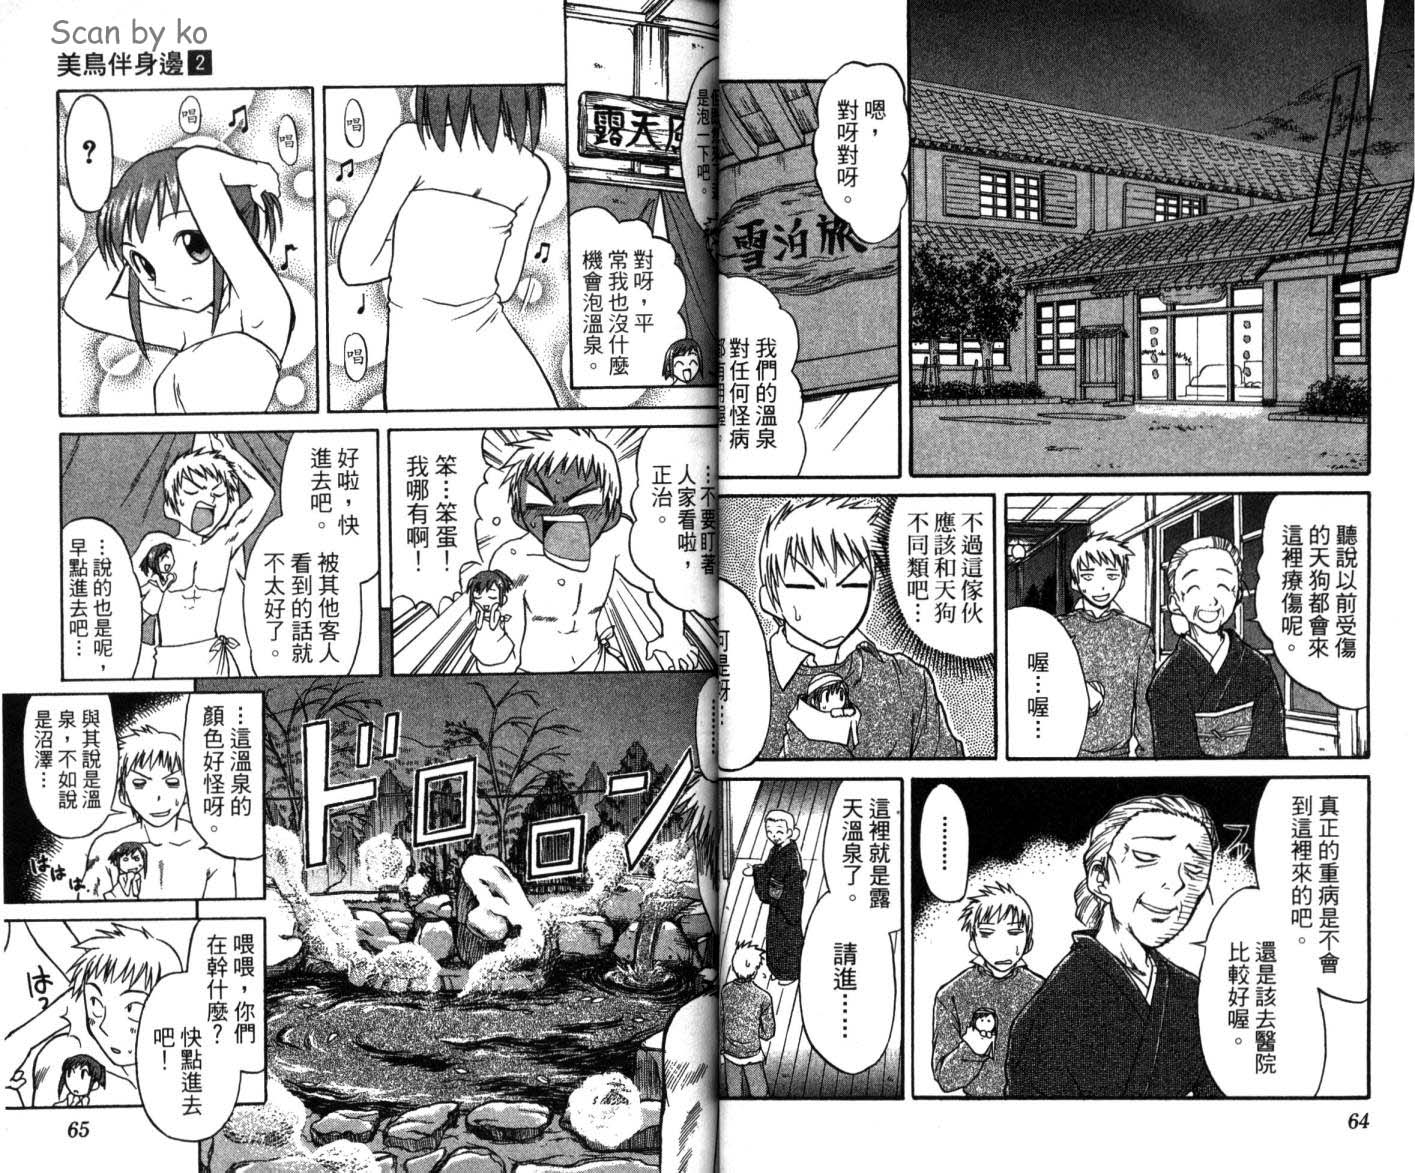 Scan by ko
美鳥伴身邊2
嗯，
對呀對呀。
旅泊雪
我們的溫泉
對任何怪病
都有用喔。
聽說以前受傷
的天狗都會來
這裡療傷呢。
喔…喔…
不過這傢伙
應該和天狗
不同類吧…
真正的重病是不會
到這裡來的吧。
還是該去醫院
比較好喔。
………
這裡就是露
天溫泉了。
請進……
64
是泡一下吧。
露天
對呀，平
常我也沒什麼
機會泡溫泉。
唱
唱
唱
唱
？
…不要盯著
人家看啦，
正治。
笨…笨蛋！
我哪有啊！
好啦，快
進去吧。
被其他客人
看到的話就
不太好了。
…說的也是呢，
早點進去吧…
ドロロン
…這溫泉的
顏色好怪呀。
與其說是溫
泉，不如說
是沼澤…
はははは…
喂喂，你們
在幹什麼？
快點進去
吧！
は？
65